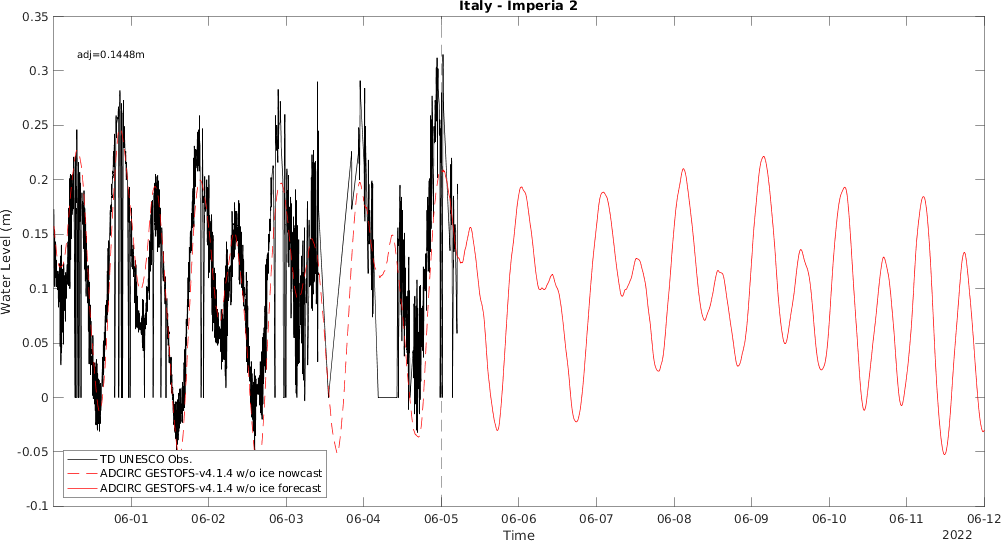 Italy - Imperia 2
adj=0.1448m
0.35
0.3
0.25
0.2
0.15
0.1
0.05
0
-0.05
-0.1
Water Level (m)
TD UNESCO Obs.
ADCIRC GESTOFS-v4.1.4 w/o ice nowcast
ADCIRC GESTOFS-v4.1.4 w/o ice forecast
06-01 06-02 06-03 06-04 06-05 06-06 06-07 06-08 06-09 06-10 06-11 06-12
Time
2022